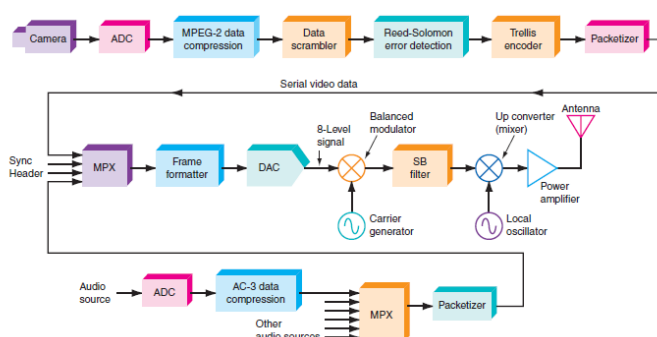 Camera
ADC
MPEG-2 data
compression
Data
scrambler
Reed-Solomon
error detection
Trellis
encoder
Packetizer
Serial video data
Sync
Header
MPX
Frame
formatter
DAC
8-Level
signal
Balanced
modulator
SB
filter
Up converter
(mixer)
Antenna
Power
amplifier
Carrier
generator
Local
oscillator
Audio
source
ADC
AC-3 data
compression
Other
audio sources
MPX
Packetizer